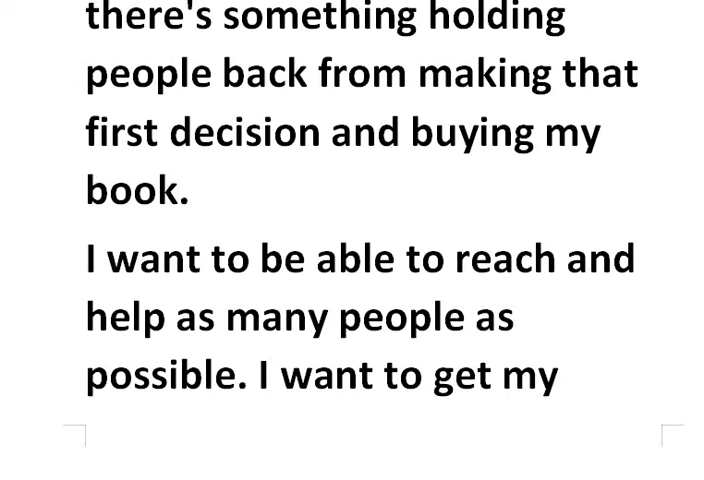 there's something holding
people back from making that
first decision and buying my
book.
I want to be able to reach and
help as many people as
possible. I want to get my